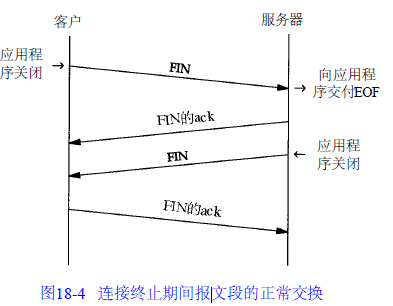 客户
服务器
应用程
序关闭
FIN
向应用程
序交付EOF
FIN的ack
FIN
应用程
序关闭
FIN的ack
图18-4 连接终止期间报文段的正常交换